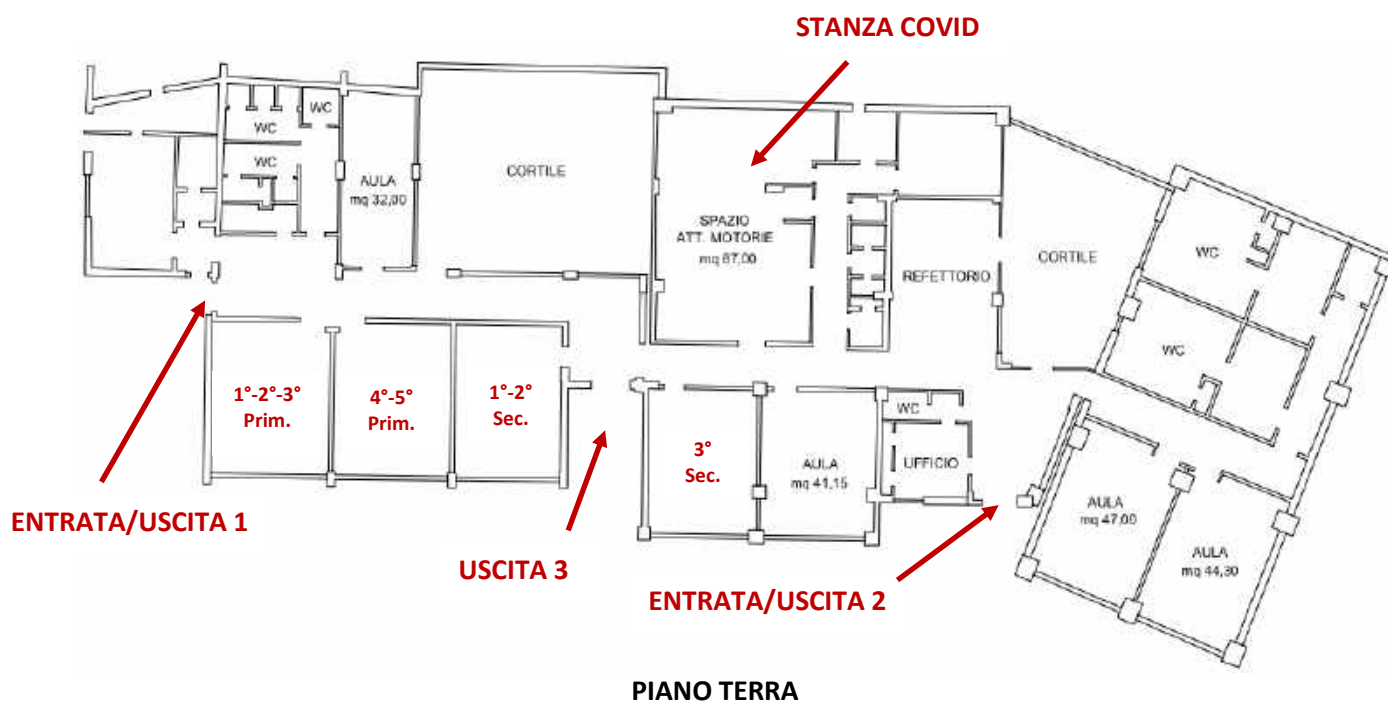 STANZA COVID
WC
WC
WC
AULA
mq 32,00
CORTILE
SPAZIO
ATT. MOTORIE
mq 87,00
REFETTORIO
CORTILE
WC
WC
1°-2°-3°
Prim.
4°-5°
Prim.
1°-2°
Sec.
3°
Sec.
AULA
mq 41,15
WC
UFFICIO
AULA
mq 47,00
AULA
mq 44,30
ENTRATA/USCITA 1
USCITA 3
ENTRATA/USCITA 2
PIANO TERRA